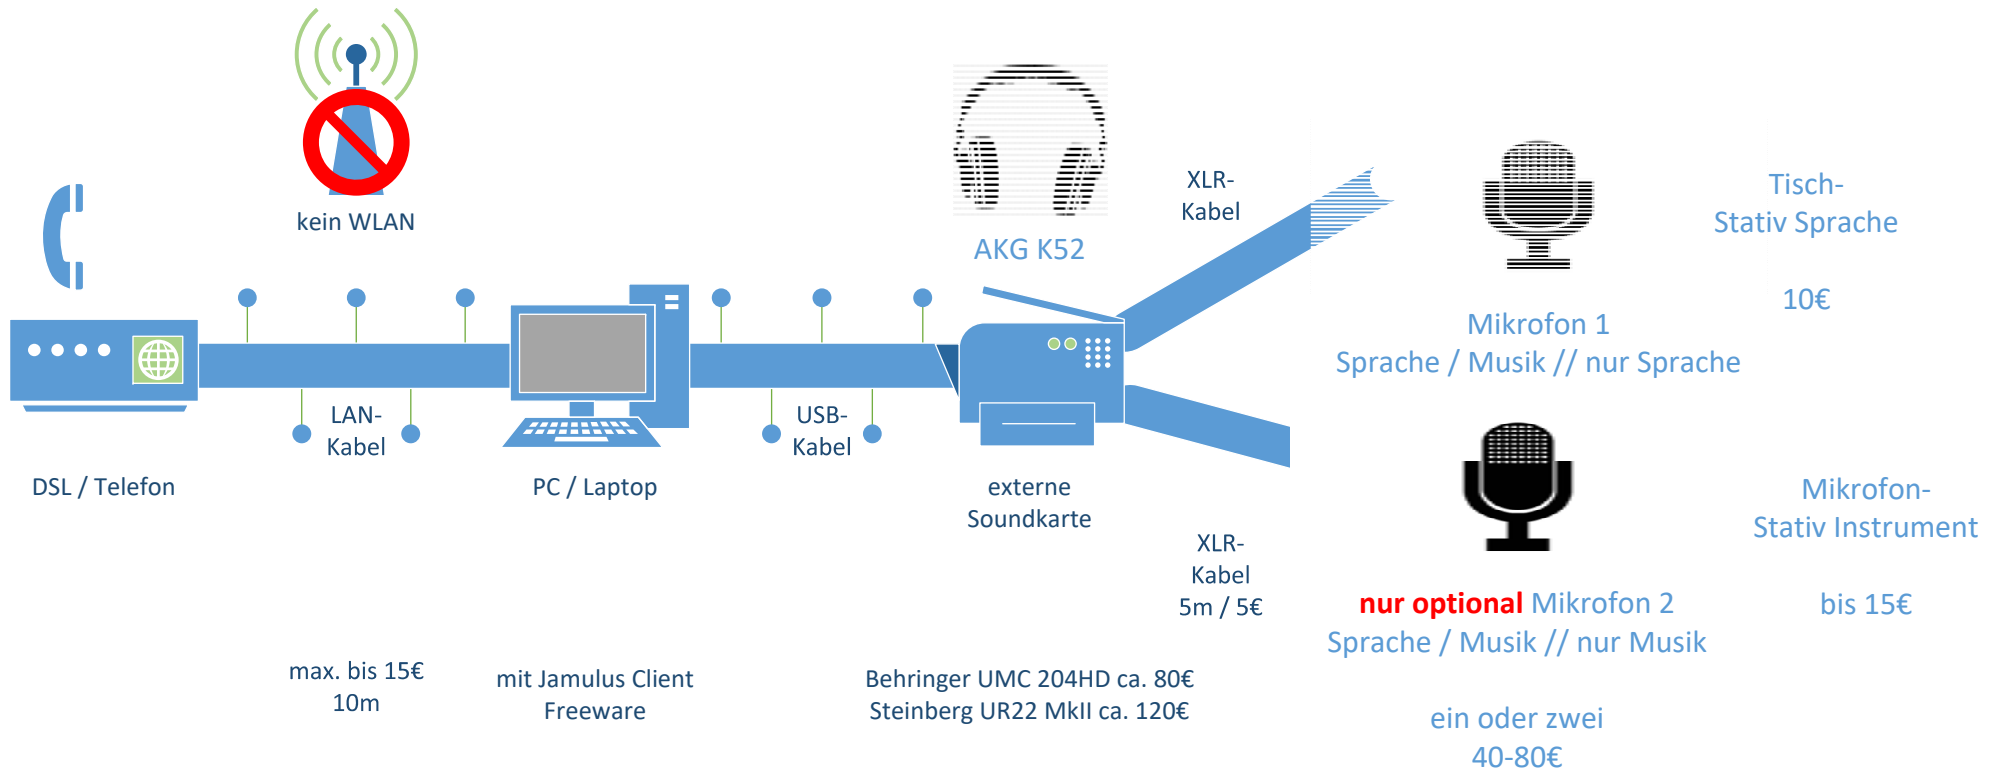 kein WLAN
AKG K52
XLR-
Kabel
Tisch-
Stativ Sprache
10€
Mikrofon 1
Sprache / Musik // nur Sprache
LAN-
Kabel
USB-
Kabel
DSL / Telefon
PC / Laptop
externe
Soundkarte
XLR-
Kabel
5m / 5€
Mikrofon-
Stativ Instrument
bis 15€
nur optional Mikrofon 2
Sprache / Musik // nur Musik
max. bis 15€
10m
mit Jamulus Client
Freeware
Behringer UMC 204HD ca. 80€
Steinberg UR22 MkII ca. 120€
ein oder zwei
40-80€